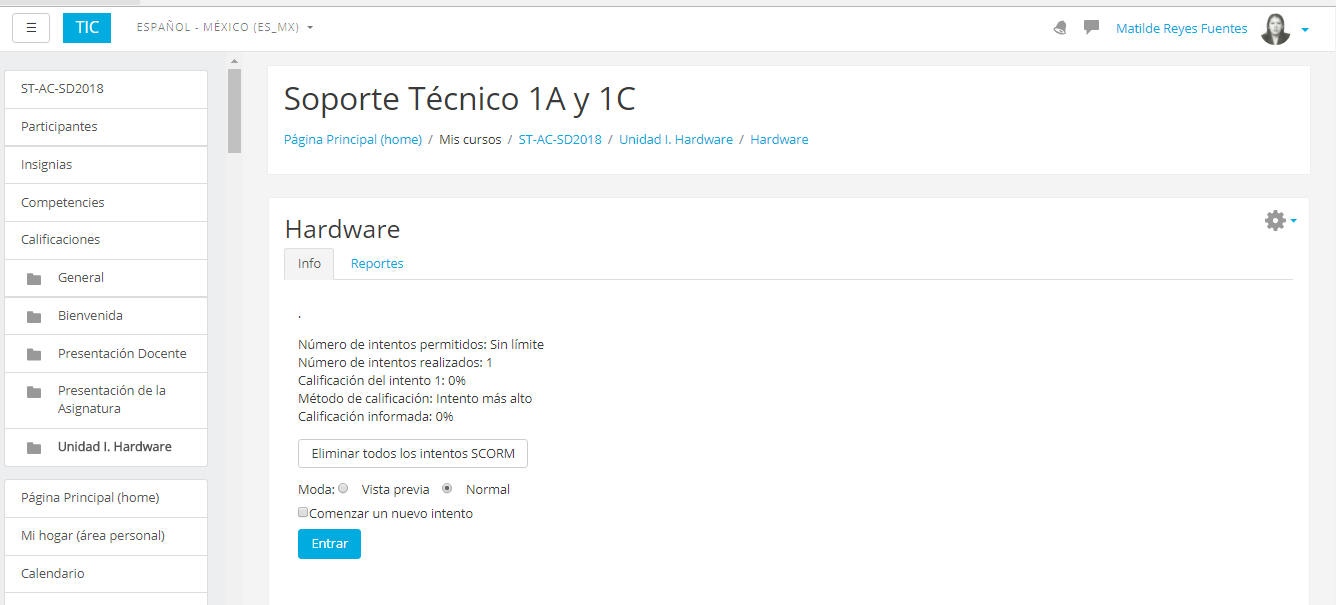 TIC
ESPAÑOL - MÉXICO (ES_MX)
Matilde Reyes Fuentes
ST-AC-SD2018
Participantes
Insignias
Competencies
Calificaciones
General
Bienvenida
Presentación Docente
Presentación de la
Asignatura
Unidad I. Hardware
Página Principal (home)
Mi hogar (área personal)
Calendario
Soporte Técnico 1A y 1C
Página Principal (home) / Mis cursos / ST-AC-SD2018 / Unidad I. Hardware / Hardware
Hardware
Info Reportes
.
Número de intentos permitidos: Sin límite
Número de intentos realizados: 1
Calificación del intento 1: 0%
Método de calificación: Intento más alto
Calificación informada: 0%
Eliminar todos los intentos SCORM
Moda: Vista previa Normal
Comenzar un nuevo intento
Entrar